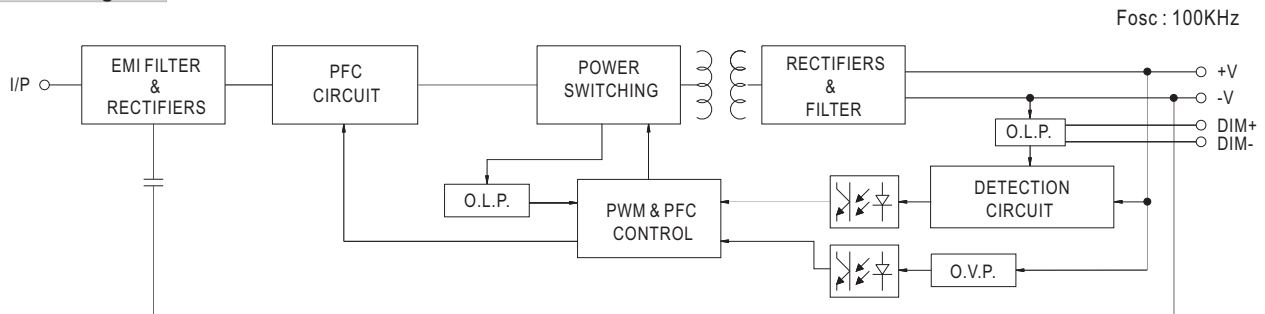 Fosc : 100KHz
I/P
EMI FILTER
&
RECTIFIERS
PFC
CIRCUIT
POWER
SWITCHING
RECTIFIERS
&
FILTER
+V
-V
DIM+
DIM-
O.L.P.
O.L.P.
PWM & PFC
CONTROL
DETECTION
CIRCUIT
O.V.P.